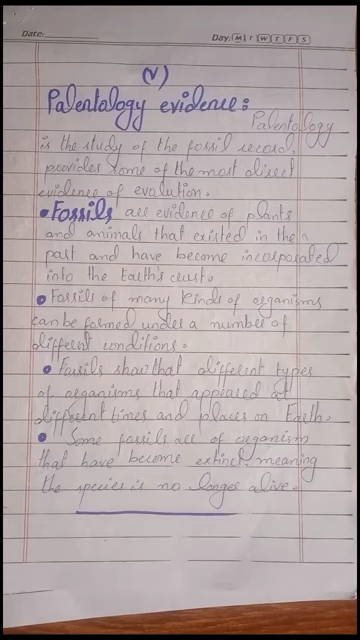 Date:
Day: M T W T F S
(V)
Palentalogy evidence:
Palentalogy
is the study of the fossil record,
provides some of the most direct
evidence of evolution.
• Fossils are evidence of plants
and animals that existed in the
past and have become incorporated
into the Earth's crust.
• Fossils of many kinds of organisms
can be formed under a number of
different conditions.
• Fossils show that different types
of organisms that appeared at
different times and places on Earth.
• Some fossils are of organism
that have become extinct, meaning
the species is no longer alive.